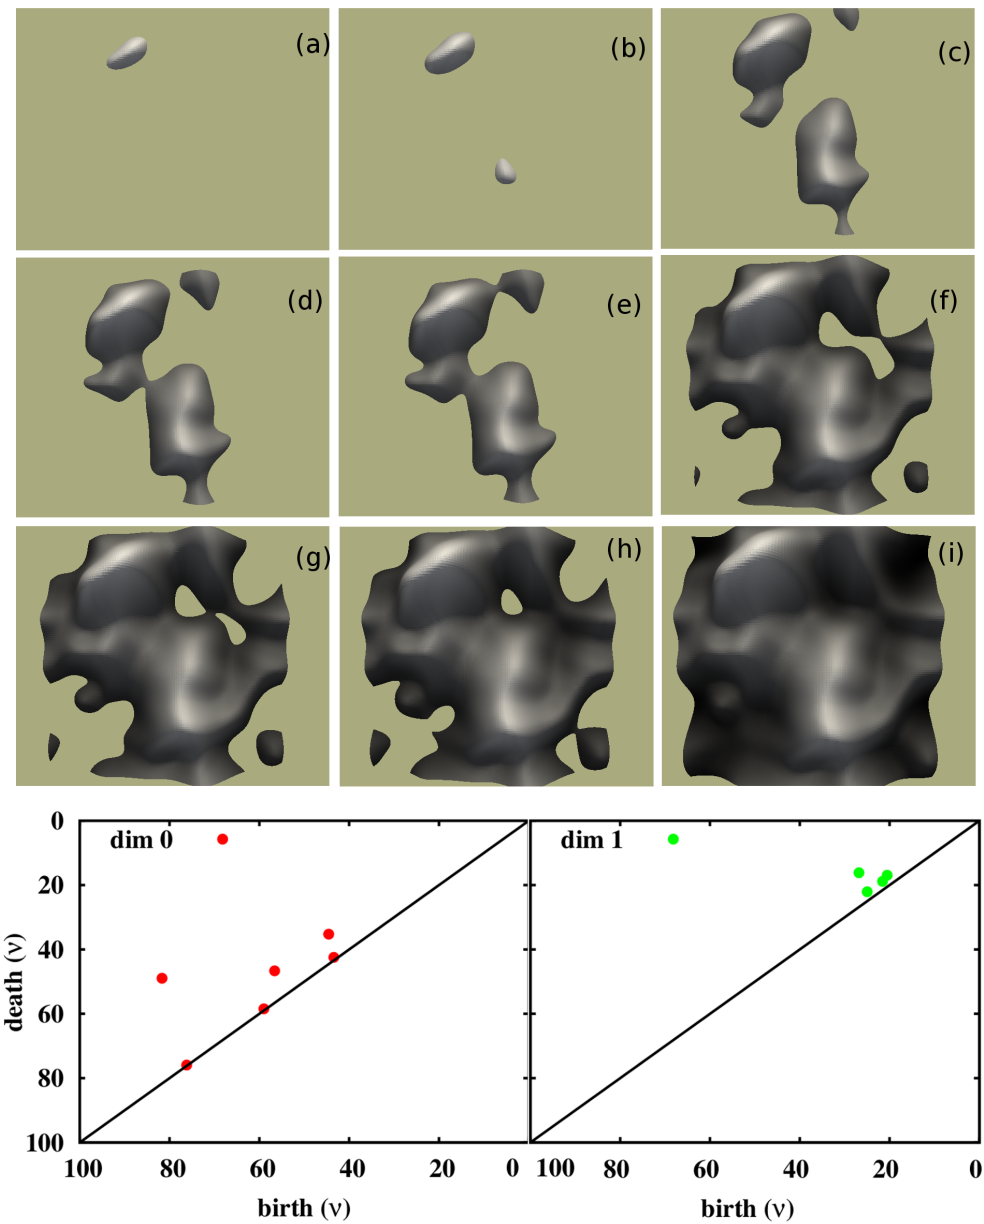 (a) (b) (c)
(d) (e) (f)
(g) (h) (i)
0 dim 0 dim 1
20
40
60
80
100
death (ν)
100 80 60 40 20 0 100 80 60 40 20 0
birth (ν) birth (ν)